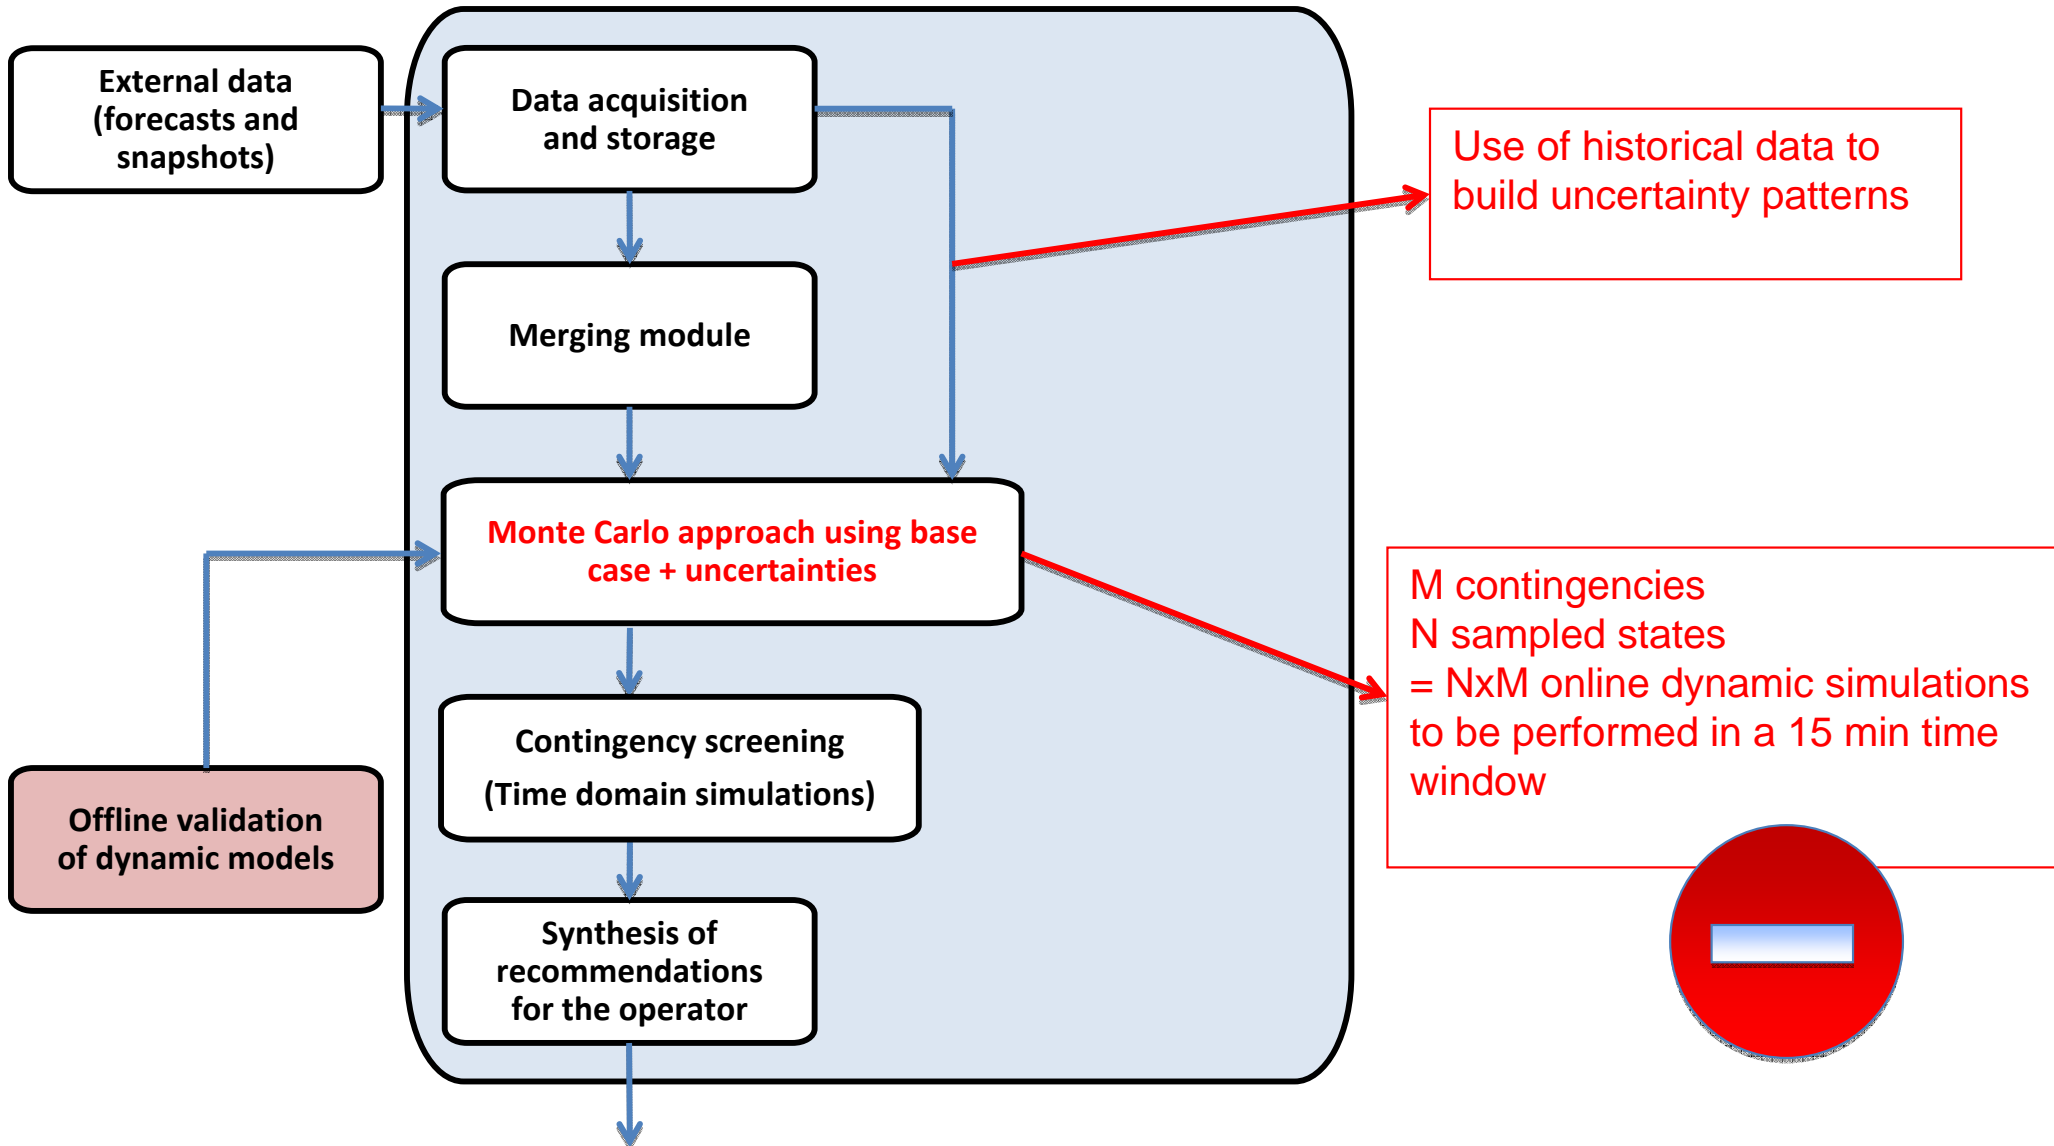 External data
(forecasts and
snapshots)
Data acquisition
and storage
Use of historical data to
build uncertainty patterns
Merging module
Monte Carlo approach using base
case + uncertainties
M contingencies
N sampled states
= NxM online dynamic simulations
to be performed in a 15 min time
window
Contingency screening
(Time domain simulations)
Offline validation
of dynamic models
Synthesis of
recommendations
for the operator